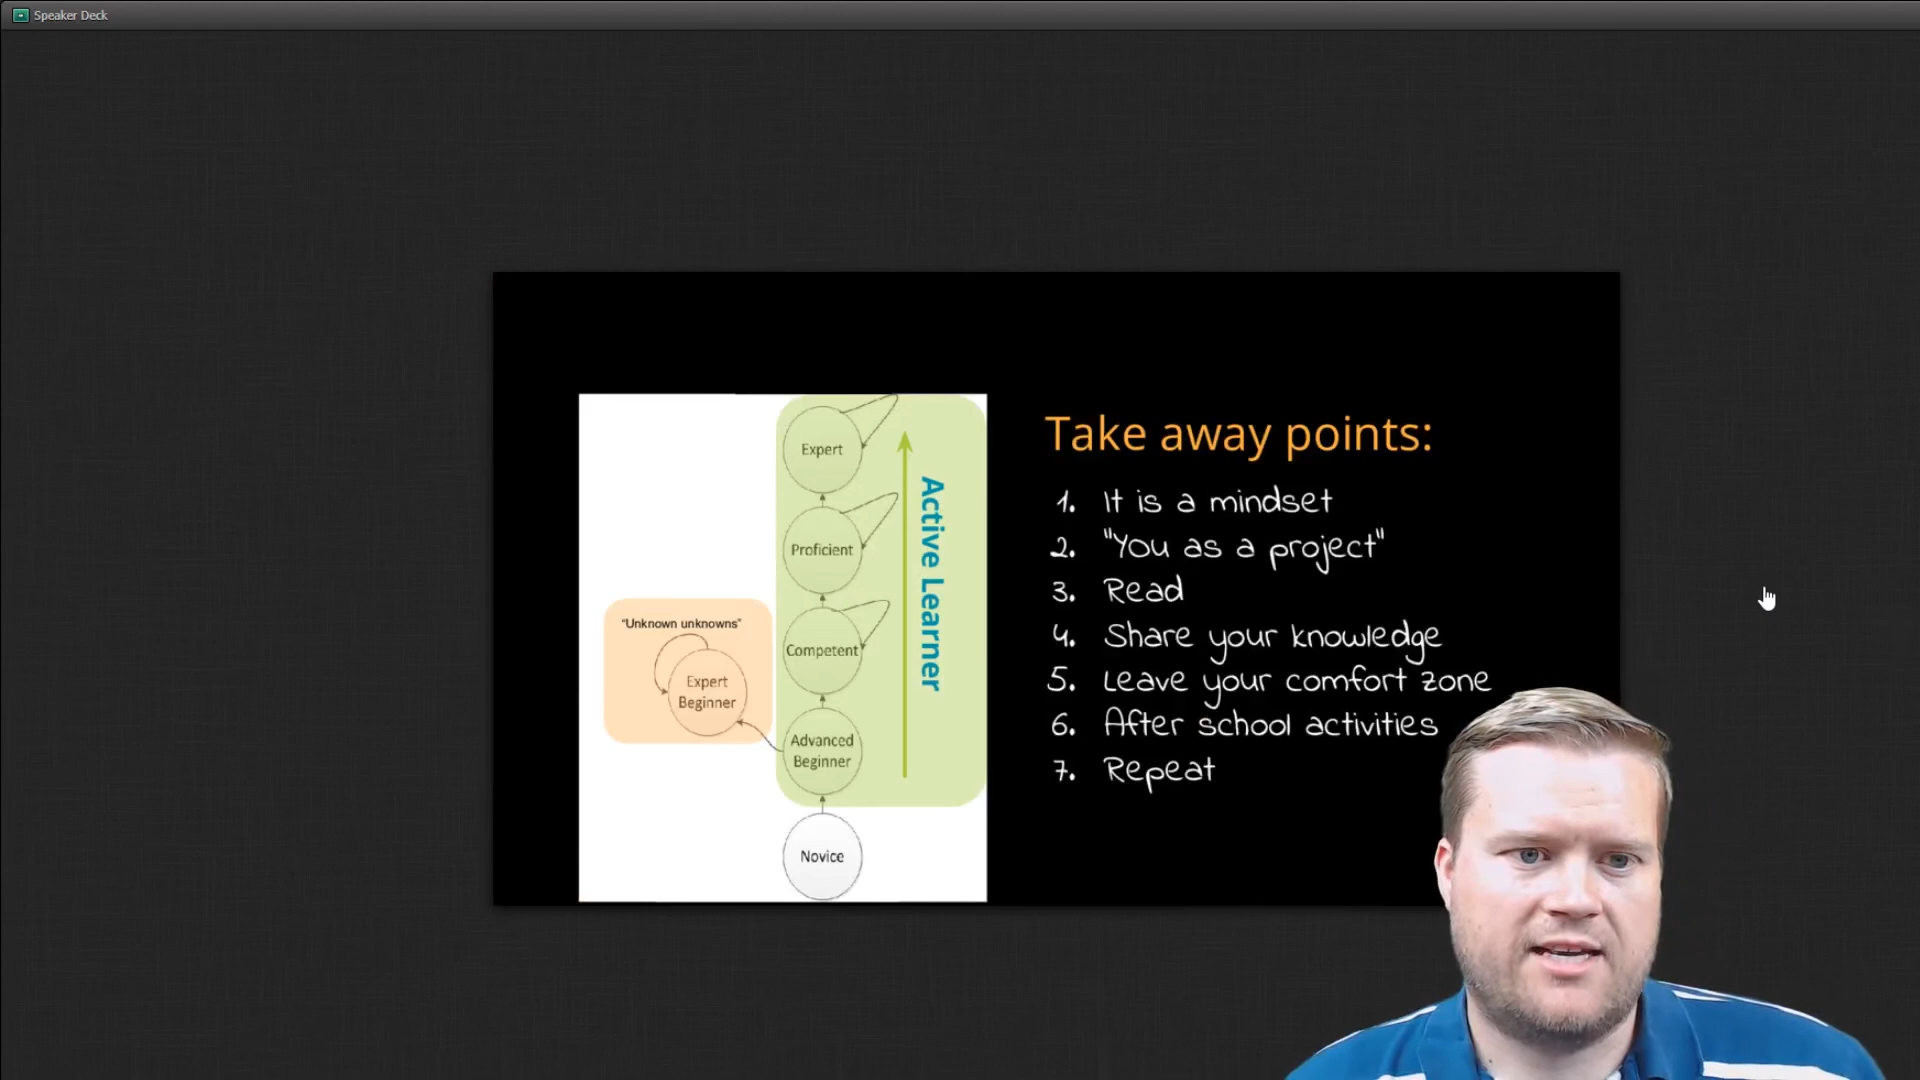 Speaker Deck
Expert
Proficient
Competent
Advanced
Beginner
Novice
"Unknown unknowns"
Expert
Beginner
Active Learner
Take away points:
1. It is a mindset
2. "You as a project"
3. Read
4. Share your knowledge
5. Leave your comfort zone
6. After school activities
7. Repeat